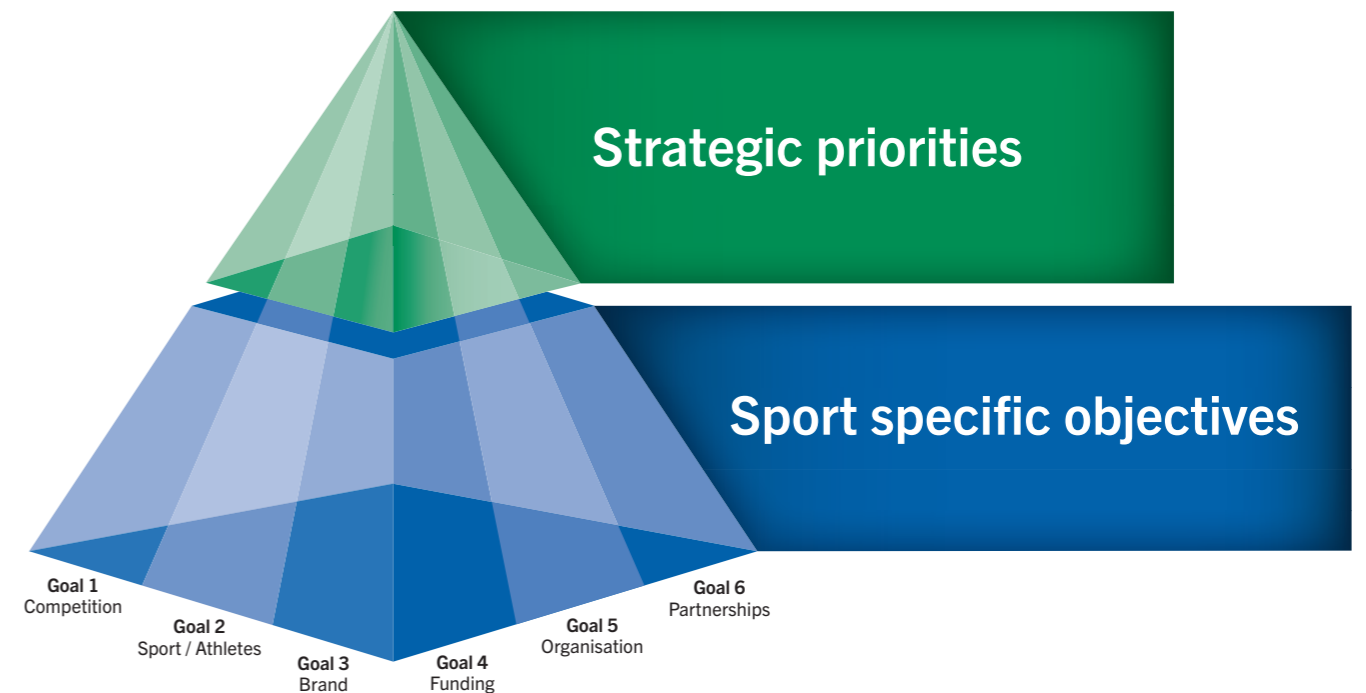 Strategic priorities
Sport specific objectives
Goal 1
Competition
Goal 2
Sport / Athletes
Goal 3
Brand
Goal 4
Funding
Goal 5
Organisation
Goal 6
Partnerships